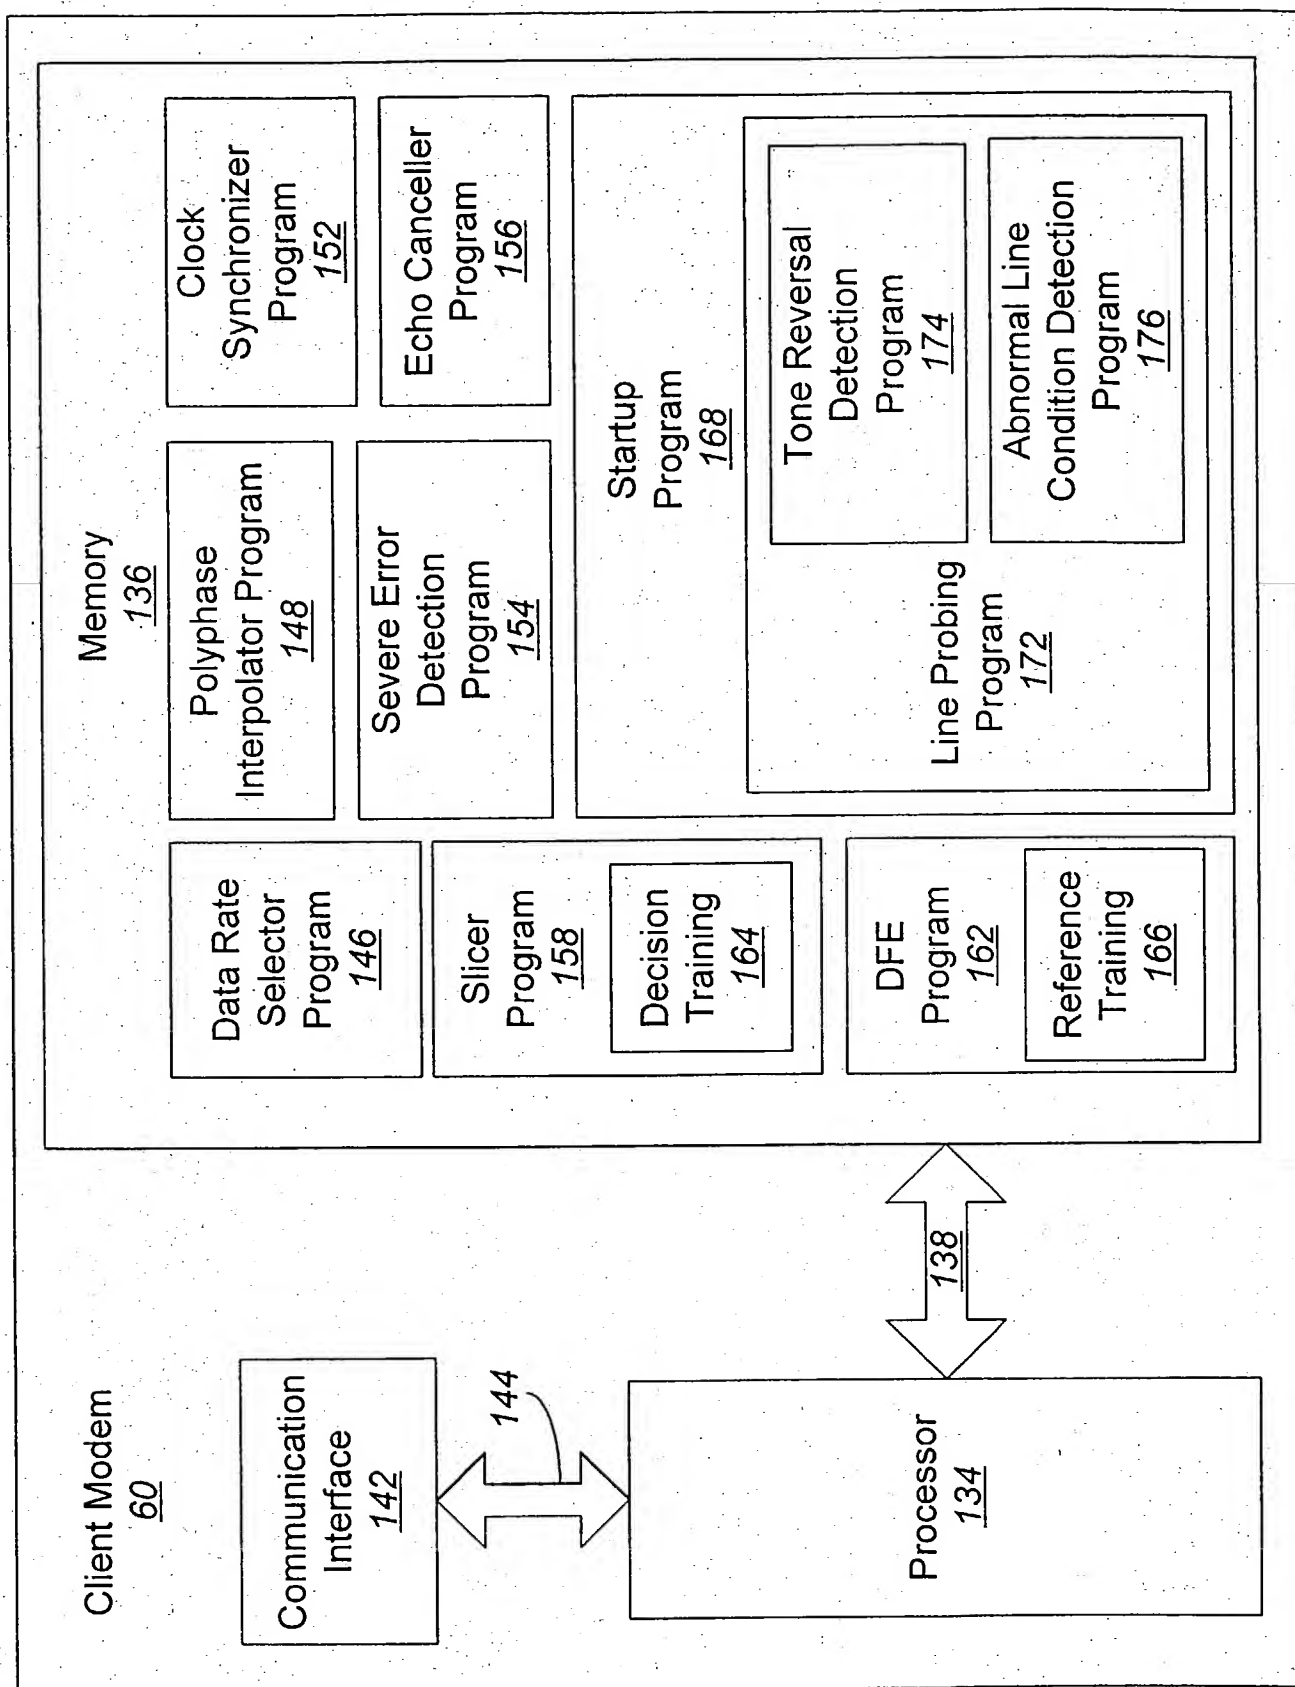 Client Modem
60
Communication
Interface
142
144
Processor
134
138
Memory
136
Data Rate
Selector
Program
146
Polyphase
Interpolator Program
148
Clock
Synchronizer
Program
152
Slicer
Program
158
Decision
Training
164
Severe Error
Detection
Program
154
Echo Canceller
Program
156
DFE
Program
162
Reference
Training
166
Startup
Program
168
Line Probing
Program
172
Tone Reversal
Detection
Program
174
Abnormal Line
Condition Detection
Program
176